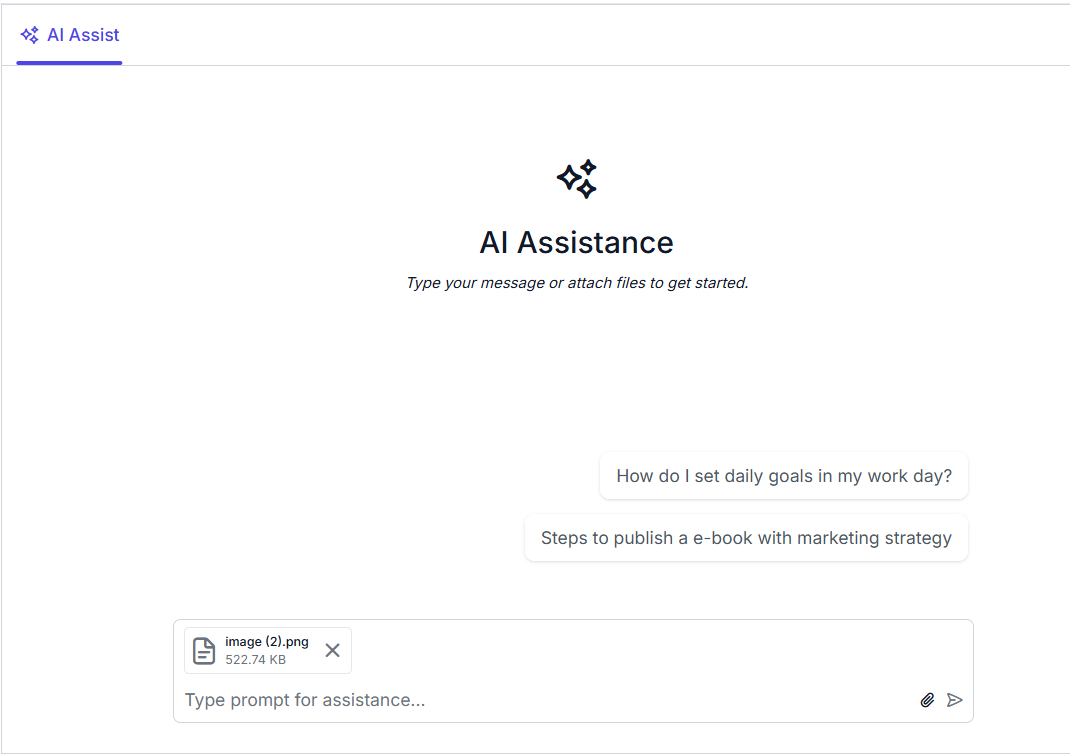 AI Assist
AI Assistance
Type your message or attach files to get started.
How do I set daily goals in my work day?
Steps to publish a e-book with marketing strategy
image (2).png
522.74 KB
Type prompt for assistance...